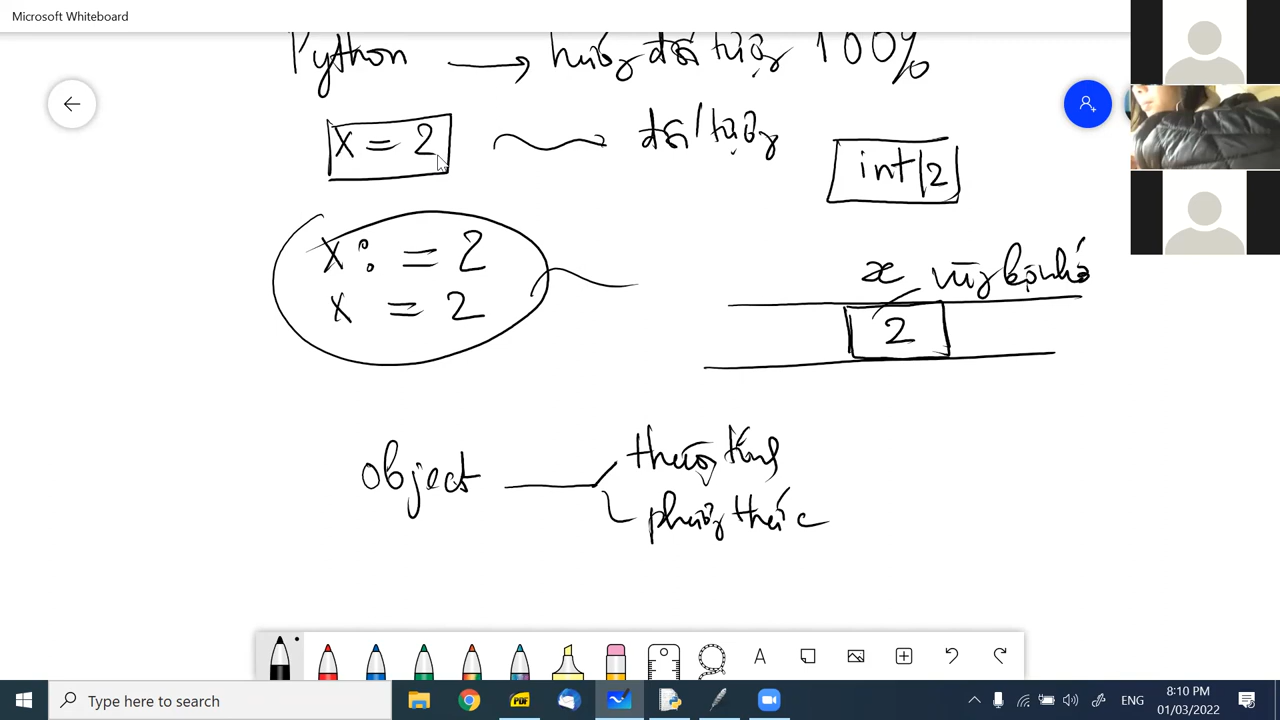 Microsoft Whiteboard
Python → hướng đối tượng 100%
x = 2 đối tượng
int 2
x := 2
x = 2
x vùng bộ nhớ
2
object thuộc tính
phương thức
A
PDF
Type here to search
ENG
8:10 PM
01/03/2022